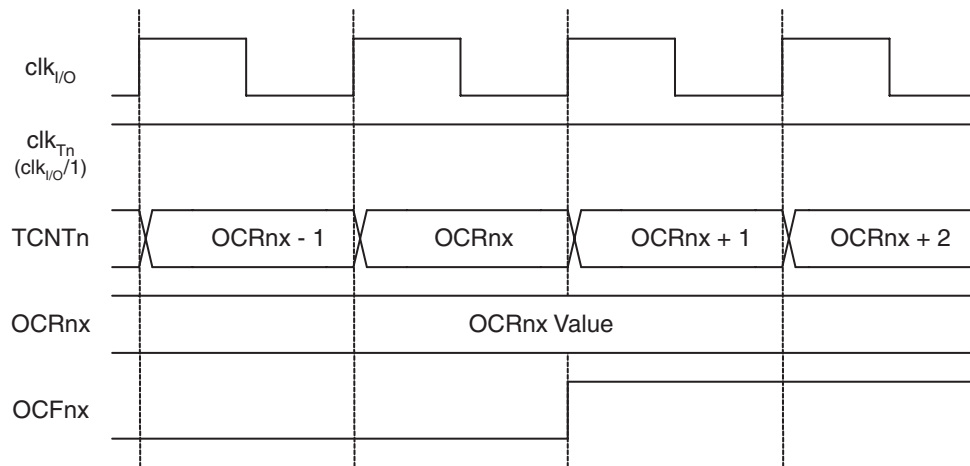 clkI/O
clkTn
(clkI/O/1)
TCNTn OCRnx - 1 OCRnx OCRnx + 1 OCRnx + 2
OCRnx OCRnx Value
OCFnx